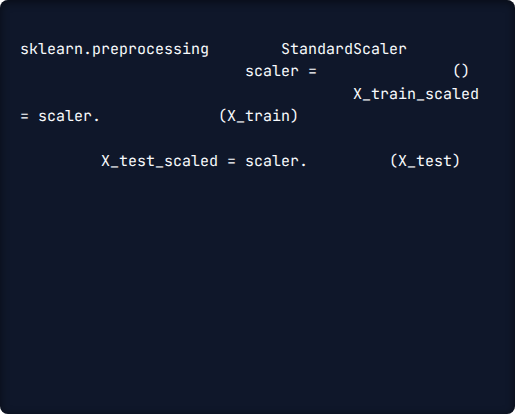 sklearn.preprocessing StandardScaler
scaler = ()
X_train_scaled
= scaler. (X_train)
X_test_scaled = scaler. (X_test)